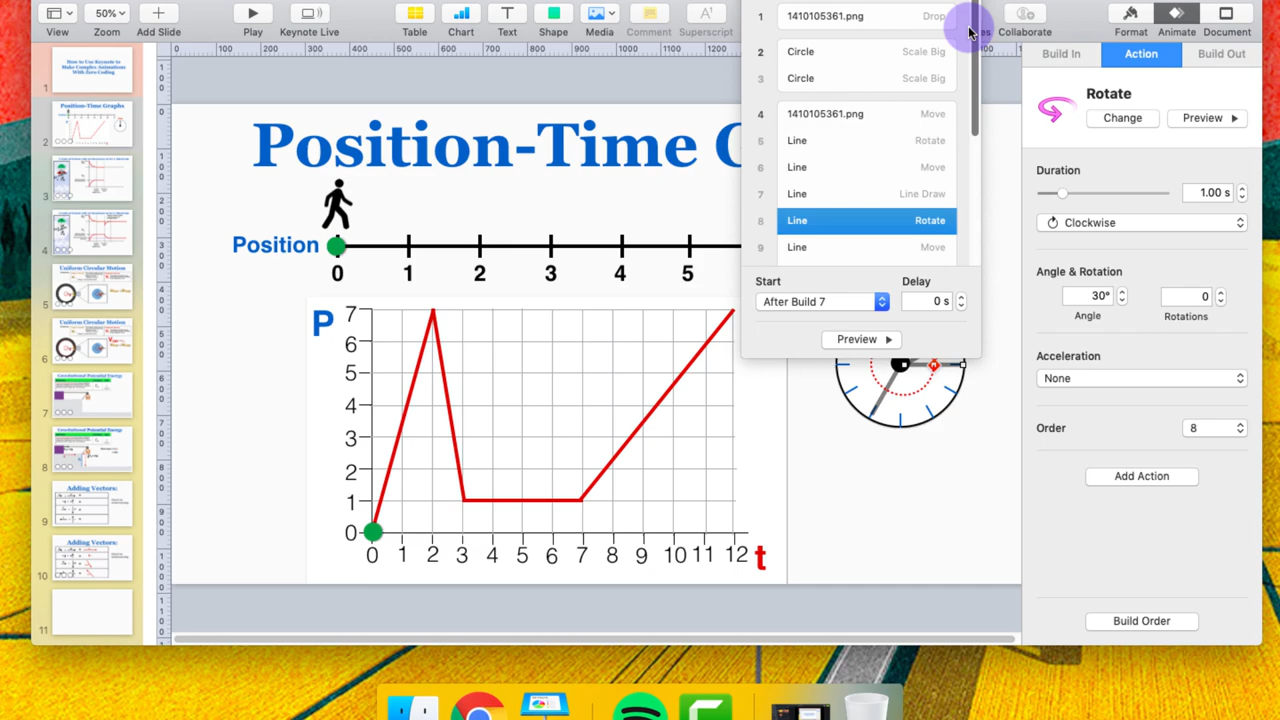 50%
View
Zoom
Add Slide
Play
Keynote Live
Table
Chart
Text
Shape
Media
Comment
Superscript
Collaborate
Format
Animate
Document
0 100 200 300 400 500 600 700 800 900 1000 1100 1200
1 1410105361.png Drop
2 Circle Scale Big
3 Circle Scale Big
4 1410105361.png Move
5 Line Rotate
6 Line Move
7 Line Line Draw
8 Line Rotate
9 Line Move
Start
Delay
After Build 7
0 s
Preview
Build In
Action
Build Out
Rotate
Change
Preview
Duration
1.00 s
Clockwise
Angle & Rotation
30°
0
Angle
Rotations
Acceleration
None
Order
8
Add Action
Build Order
How to Use Keynote to
Make Complex Animations
With Zero Coding
1
Position-Time Graphs
2
3
4
Uniform Circular Motion
5
Uniform Circular Motion
6
Gravitational Potential Energy
7
Gravitational Potential Energy
8
Adding Vectors:
9
Adding Vectors:
10
11
Position-Time
Position
0 1 2 3 4 5
P
7
6
5
4
3
2
1
0
0 1 2 3 4 5 6 7 8 9 10 11 12
t